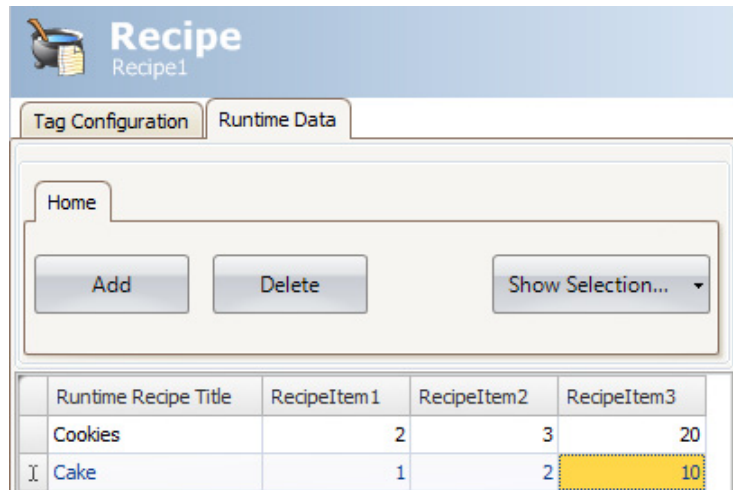 Recipe
Recipe1
Tag Configuration Runtime Data
Home
Add Delete Show Selection...
Runtime Recipe Title RecipeItem1 RecipeItem2 RecipeItem3
Cookies 2 3 20
Cake 1 2 10